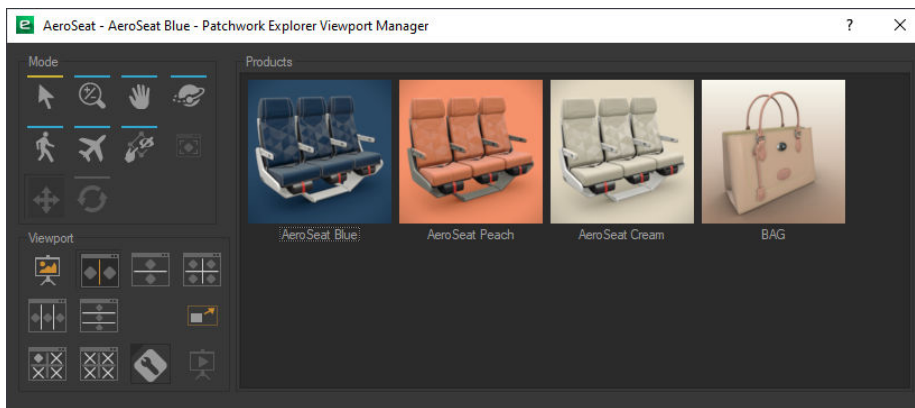 AeroSeat - AeroSeat Blue - Patchwork Explorer Viewport Manager
Mode
Products
AeroSeat Blue
AeroSeat Peach
AeroSeat Cream
BAG
Viewport